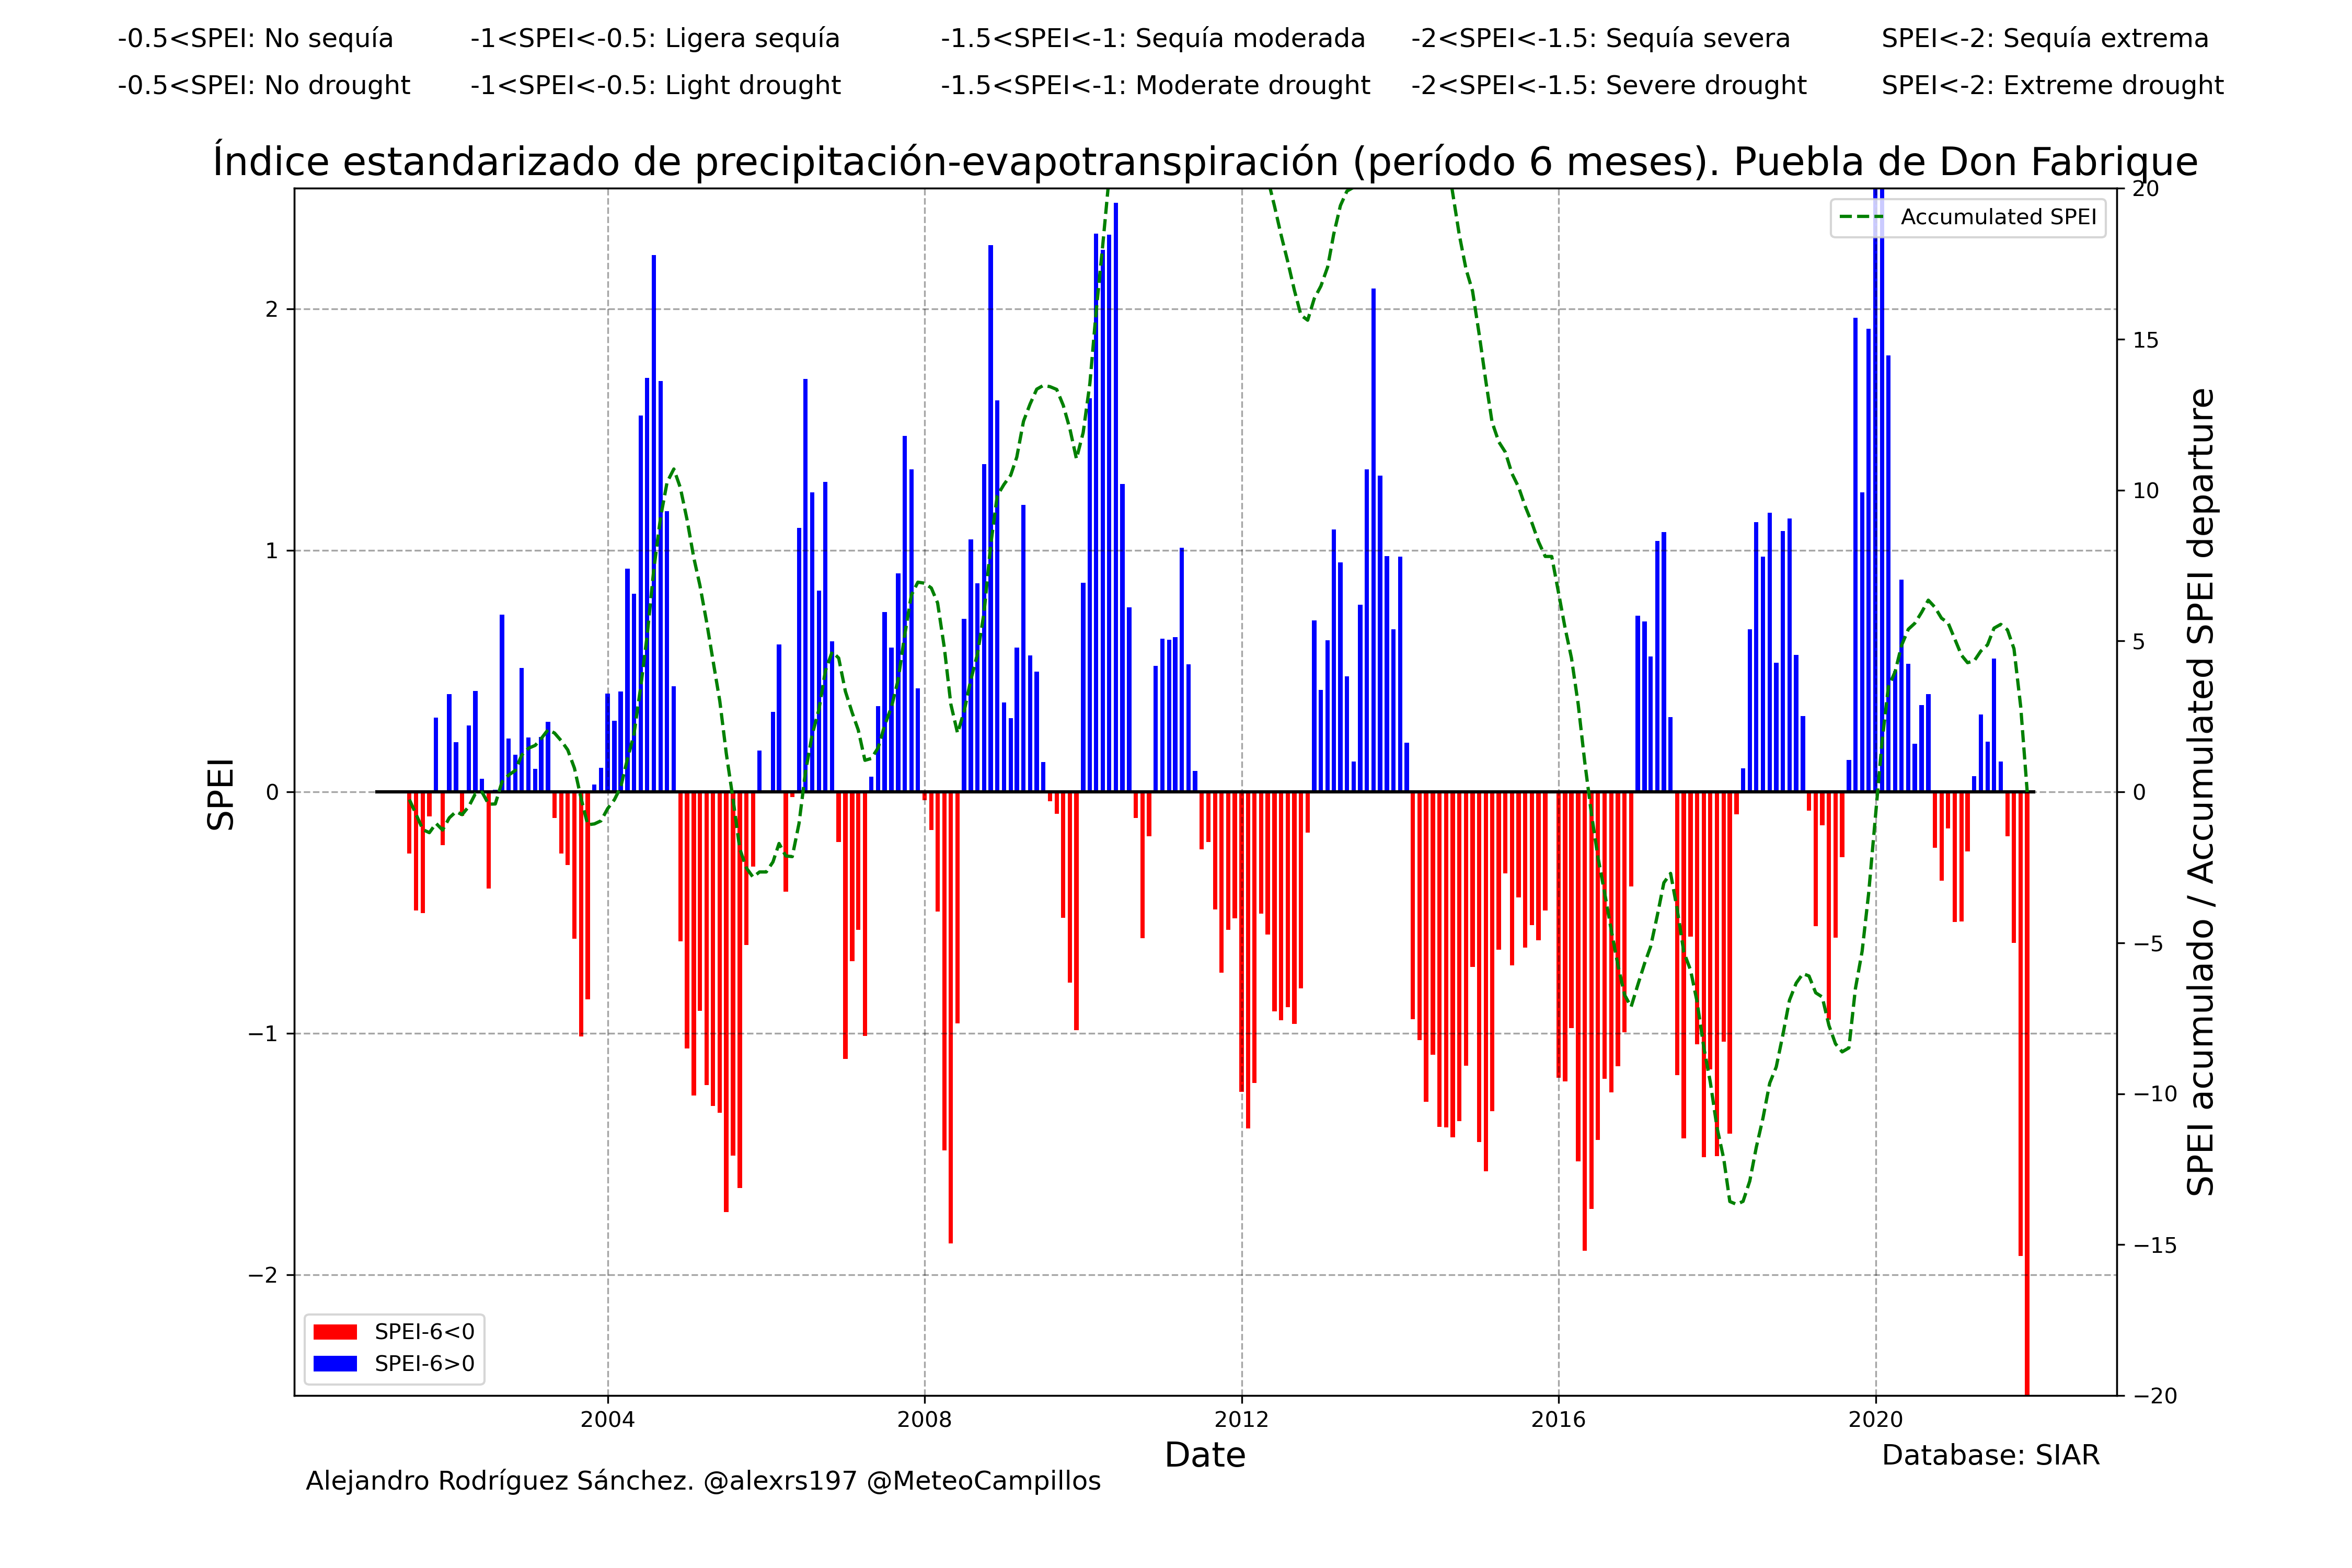 -0.5<SPEI: No sequía -1<SPEI<-0.5: Ligera sequía -1.5<SPEI<-1: Sequía moderada -2<SPEI<-1.5: Sequía severa SPEI<-2: Sequía extrema
-0.5<SPEI: No drought -1<SPEI<-0.5: Light drought -1.5<SPEI<-1: Moderate drought -2<SPEI<-1.5: Severe drought SPEI<-2: Extreme drought
Índice estandarizado de precipitación-evapotranspiración (período 6 meses). Puebla de Don Fabrique
Accumulated SPEI
SPEI
2
1
0
−1
−2
20
15
10
5
0
−5
−10
−15
−20
SPEI acumulado / Accumulated SPEI departure
SPEI-6<0
SPEI-6>0
2004 2008 2012 2016 2020
Date
Database: SIAR
Alejandro Rodríguez Sánchez. @alexrs197 @MeteoCampillos